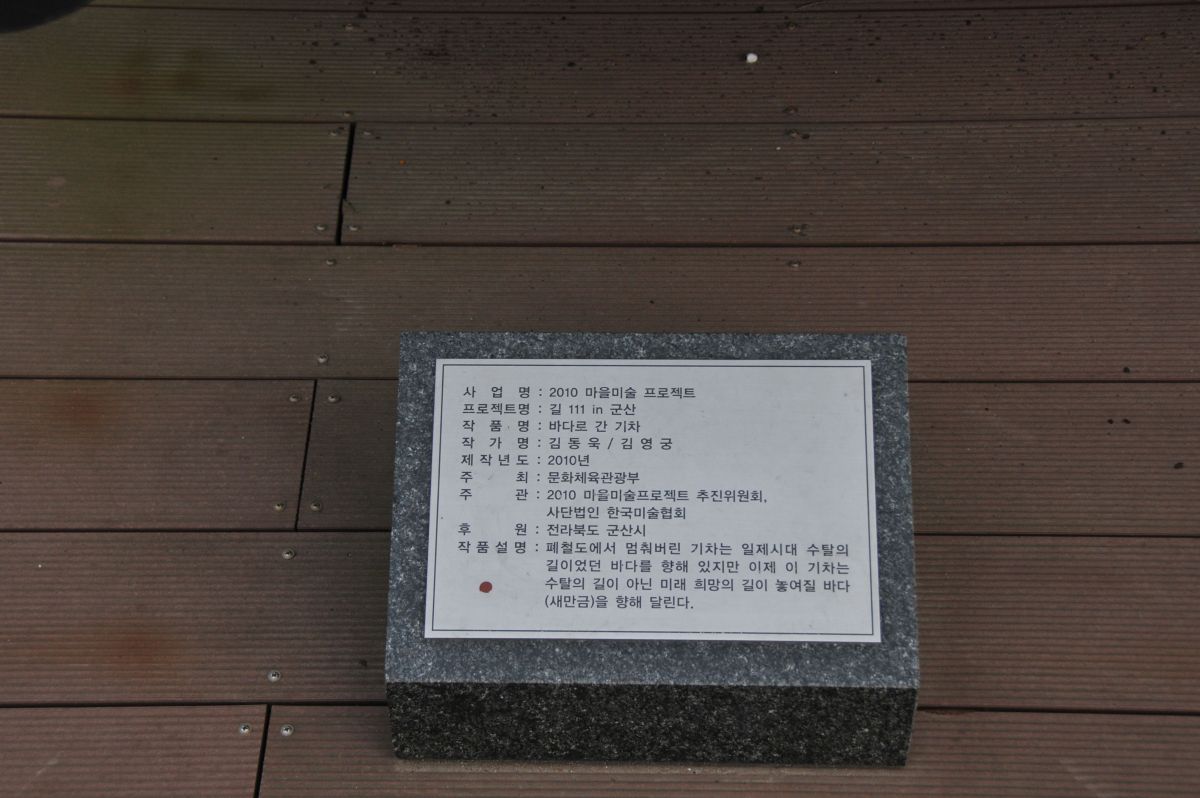 사 업 명 : 2010 마을미술 프로젝트
프로젝트명 : 길 111 in 군산
작 품 명 : 바다로 간 기차
작 가 명 : 김 동 욱 / 김 영 궁
제 작 년 도 : 2010년
주 최 : 문화체육관광부
주 관 : 2010 마을미술프로젝트 추진위원회,
사단법인 한국미술협회
후 원 : 전라북도 군산시
작 품 설 명 : 폐철도에서 멈춰버린 기차는 일제시대 수탈의
길이었던 바다를 향해 있지만 이제 이 기차는
수탈의 길이 아닌 미래 희망의 길이 놓여질 바다
(새만금)을 향해 달린다.